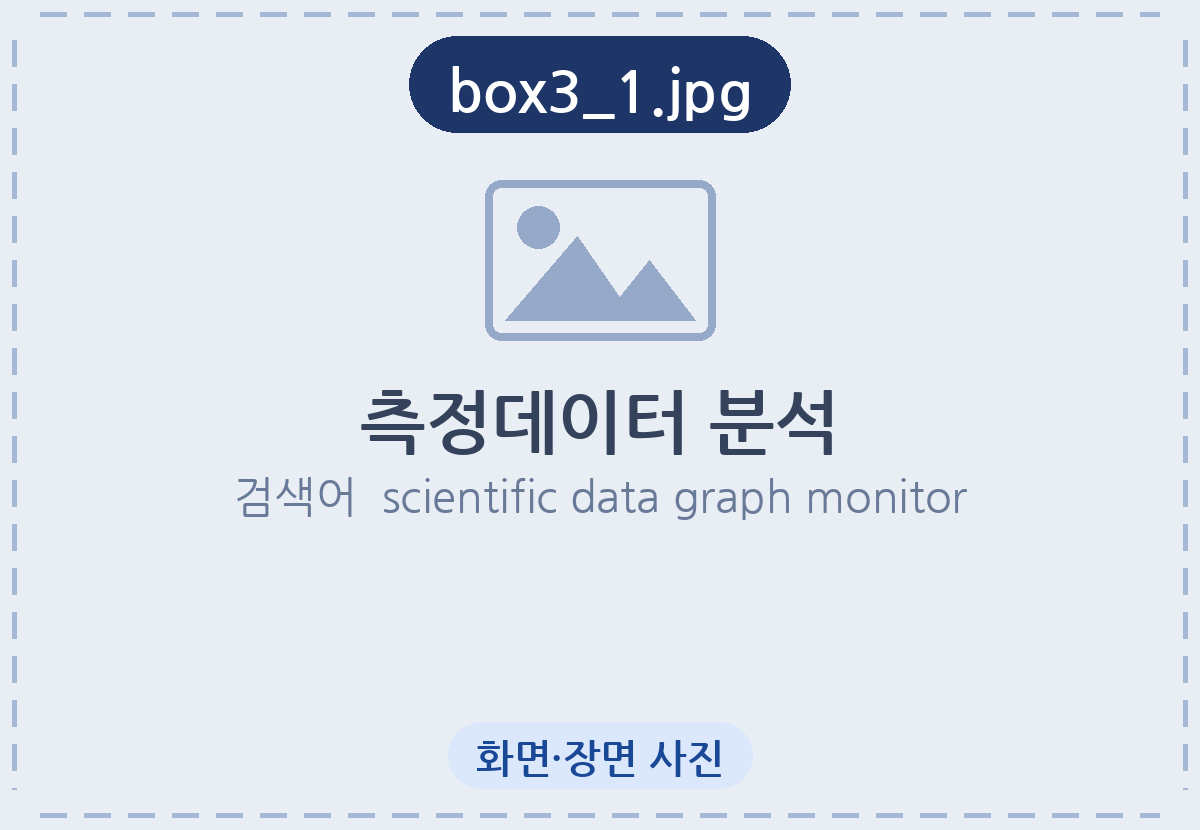 box3_1.jpg
측정데이터 분석
검색어 scientific data graph monitor
화면·장면 사진